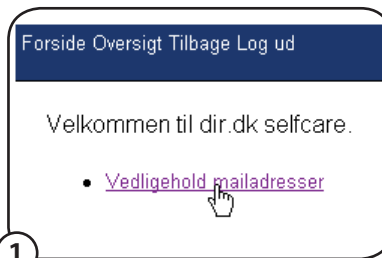 Forside Oversigt Tilbage Log ud
Velkommen til dir.dk selfcare.
• Vedligehold mailadresser
1